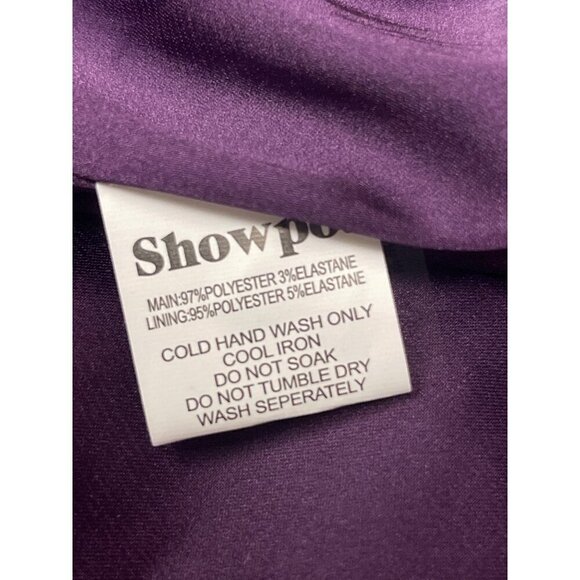 MAIN:97%POLYESTER 3%ELASTANE
LINING:95%POLYESTER 5%ELASTANE
COLD HAND WASH ONLY
COOL IRON
DO NOT SOAK
DO NOT TUMBLE DRY
WASH SEPERATELY